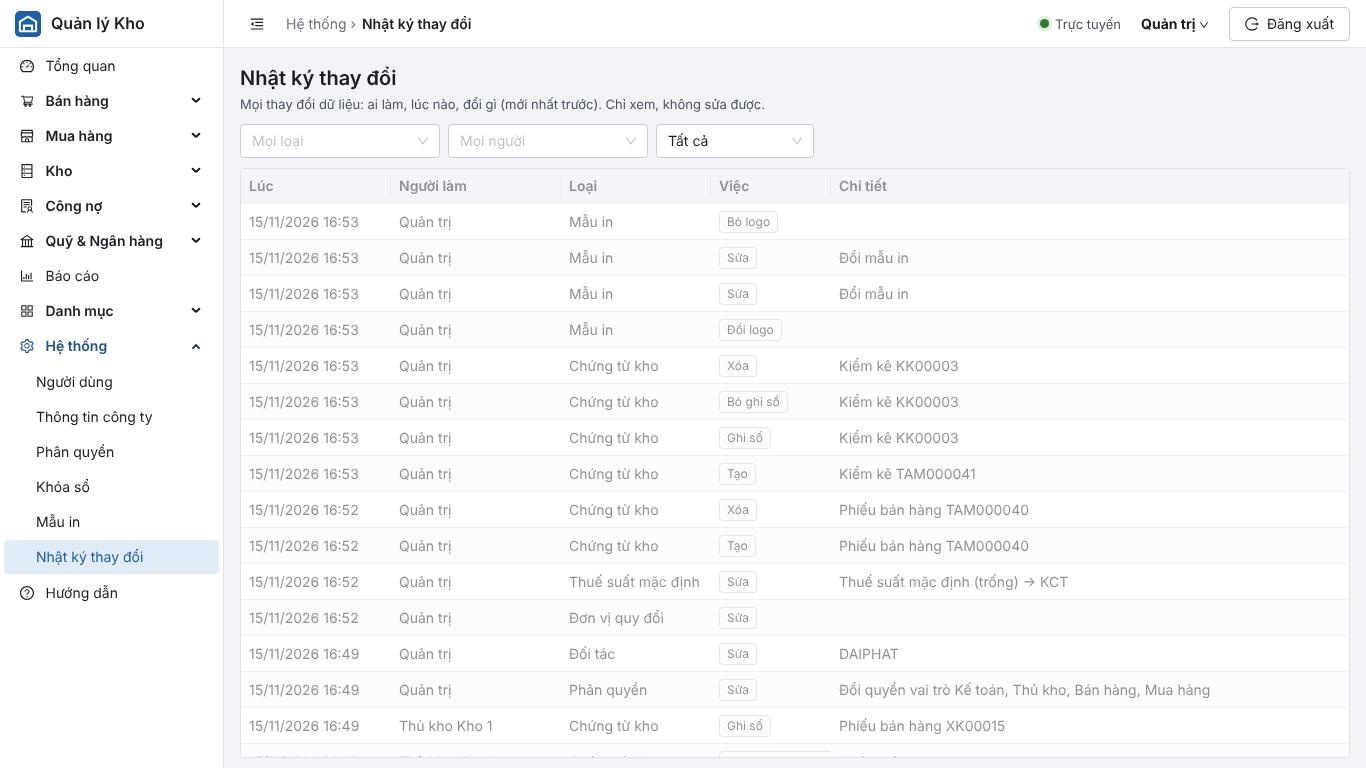 Quản lý Kho
Hệ thống › Nhật ký thay đổi
Trực tuyến
Quản trị
Đăng xuất
Tổng quan
Bán hàng
Mua hàng
Kho
Công nợ
Quỹ & Ngân hàng
Báo cáo
Danh mục
Hệ thống
Người dùng
Thông tin công ty
Phân quyền
Khóa sổ
Mẫu in
Nhật ký thay đổi
Hướng dẫn
Nhật ký thay đổi
Mọi thay đổi dữ liệu: ai làm, lúc nào, đổi gì (mới nhất trước). Chỉ xem, không sửa được.
Mọi loại Mọi người Tất cả
Lúc Người làm Loại Việc Chi tiết
15/11/2026 16:53 Quản trị Mẫu in Bỏ logo
15/11/2026 16:53 Quản trị Mẫu in Sửa Đổi mẫu in
15/11/2026 16:53 Quản trị Mẫu in Sửa Đổi mẫu in
15/11/2026 16:53 Quản trị Mẫu in Đổi logo
15/11/2026 16:53 Quản trị Chứng từ kho Xóa Kiểm kê KK00003
15/11/2026 16:53 Quản trị Chứng từ kho Bỏ ghi sổ Kiểm kê KK00003
15/11/2026 16:53 Quản trị Chứng từ kho Ghi sổ Kiểm kê KK00003
15/11/2026 16:53 Quản trị Chứng từ kho Tạo Kiểm kê TAM000041
15/11/2026 16:52 Quản trị Chứng từ kho Xóa Phiếu bán hàng TAM000040
15/11/2026 16:52 Quản trị Chứng từ kho Tạo Phiếu bán hàng TAM000040
15/11/2026 16:52 Quản trị Thuế suất mặc định Sửa Thuế suất mặc định (trống) → KCT
15/11/2026 16:52 Quản trị Đơn vị quy đổi Sửa
15/11/2026 16:49 Quản trị Đối tác Sửa DAIPHAT
15/11/2026 16:49 Quản trị Phân quyền Sửa Đổi quyền vai trò Kế toán, Thủ kho, Bán hàng, Mua hàng
15/11/2026 16:49 Thủ kho Kho 1 Chứng từ kho Ghi sổ Phiếu bán hàng XK00015